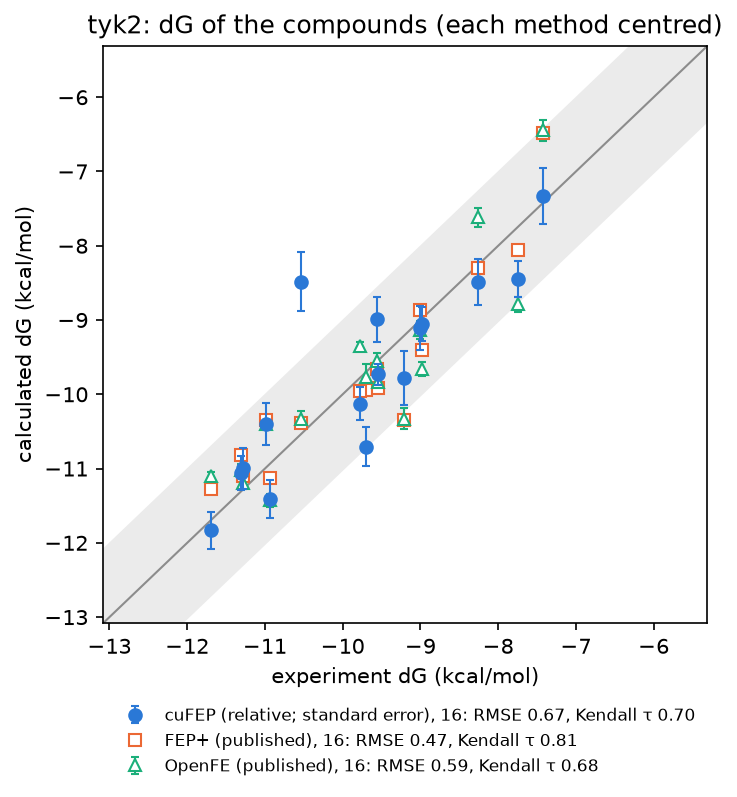 tyk2: dG of the compounds (each method centred)
calculated dG (kcal/mol)
−6
−7
−8
−9
−10
−11
−12
−13
−13
−12
−11
−10
−9
−8
−7
−6
experiment dG (kcal/mol)
cuFEP (relative; standard error), 16: RMSE 0.67, Kendall τ 0.70
FEP+ (published), 16: RMSE 0.47, Kendall τ 0.81
OpenFE (published), 16: RMSE 0.59, Kendall τ 0.68